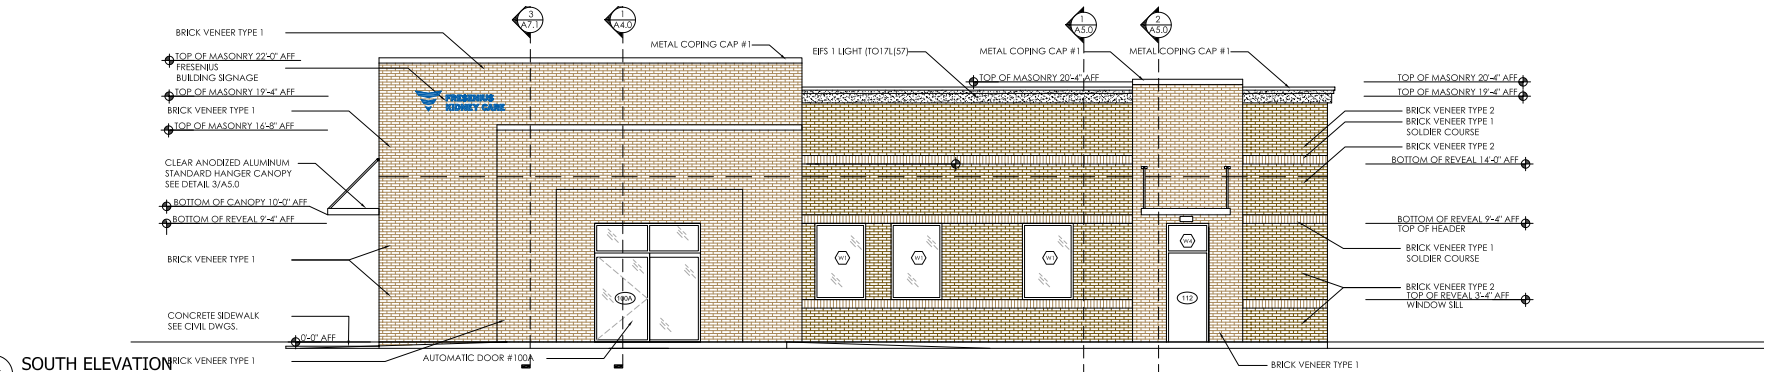 3
A7.1
1
A4.0
1
A5.0
2
A5.0
BRICK VENEER TYPE 1
METAL COPING CAP #1
EIFS 1 LIGHT (TO17L(57)
METAL COPING CAP #1
METAL COPING CAP #1
TOP OF MASONRY 22'-0" AFF
FRESENIUS
BUILDING SIGNAGE
TOP OF MASONRY 20'-4" AFF
TOP OF MASONRY 20'-4" AFF
TOP OF MASONRY 19'-4" AFF
TOP OF MASONRY 19'-4" AFF
FRESENIUS
KIDNEY CARE
BRICK VENEER TYPE 1
BRICK VENEER TYPE 2
BRICK VENEER TYPE 1
SOLDIER COURSE
TOP OF MASONRY 16'-8" AFF
BRICK VENEER TYPE 2
CLEAR ANODIZED ALUMINUM
STANDARD HANGER CANOPY
SEE DETAIL 3/A5.0
BOTTOM OF REVEAL 14'-0" AFF
BOTTOM OF CANOPY 10'-0" AFF
BOTTOM OF REVEAL 9'-4" AFF
BOTTOM OF REVEAL 9'-4" AFF
TOP OF HEADER
BRICK VENEER TYPE 1
SOLDIER COURSE
W1
W1
W1
W4
BRICK VENEER TYPE 1
BRICK VENEER TYPE 2
TOP OF REVEAL 3'-4" AFF
WINDOW SILL
100A
112
CONCRETE SIDEWALK
SEE CIVIL DWGS.
0'-0" AFF
SOUTH ELEVATION
BRICK VENEER TYPE 1
AUTOMATIC DOOR #100A
BRICK VENEER TYPE 1